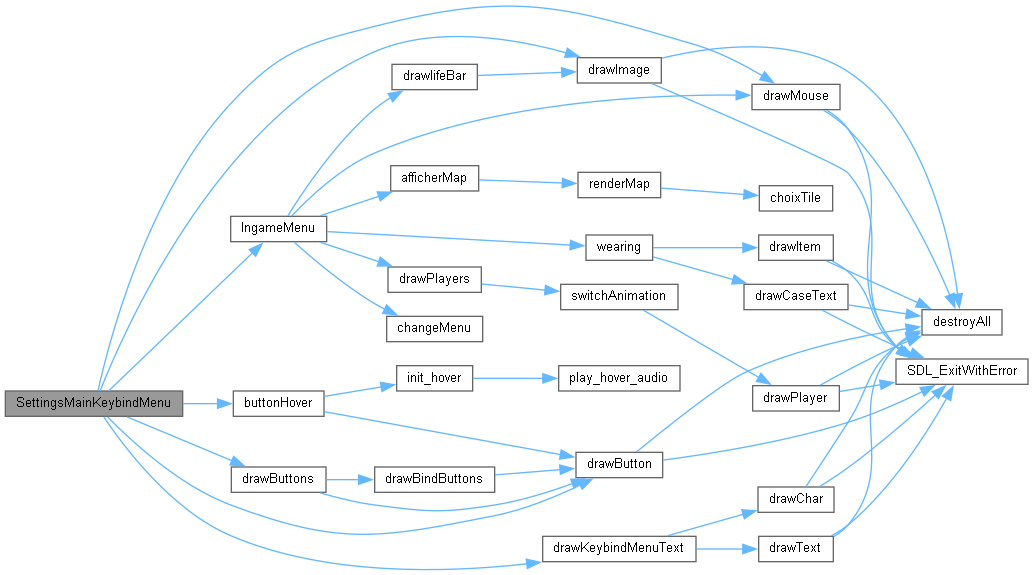 drawlifeBar
drawImage
drawMouse
afficherMap
renderMap
choixTile
IngameMenu
wearing
drawItem
drawPlayers
switchAnimation
drawCaseText
changeMenu
destroyAll
SettingsMainKeybindMenu
buttonHover
init_hover
play_hover_audio
drawPlayer
SDL_ExitWithError
drawButtons
drawBindButtons
drawButton
drawChar
drawKeybindMenuText
drawText